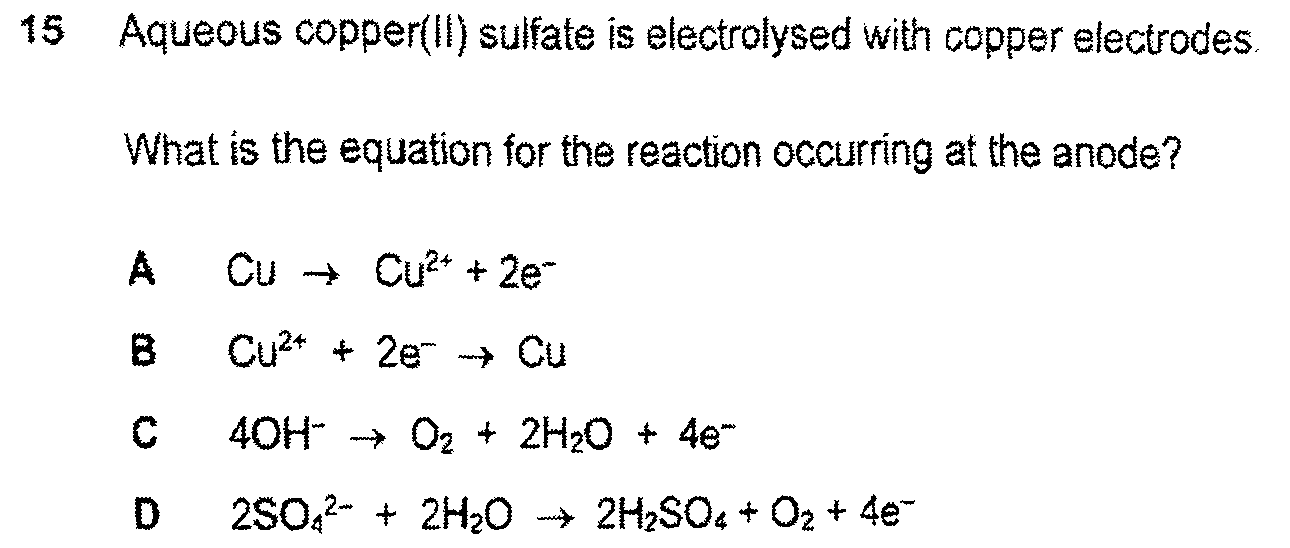 15 Aqueous copper(II) sulfate is electrolysed with copper electrodes.
What is the equation for the reaction occurring at the anode?
A Cu → Cu²⁺ + 2e⁻
B Cu²⁺ + 2e⁻ → Cu
C 4OH⁻ → O₂ + 2H₂O + 4e⁻
D 2SO₄²⁻ + 2H₂O → 2H₂SO₄ + O₂ + 4e⁻